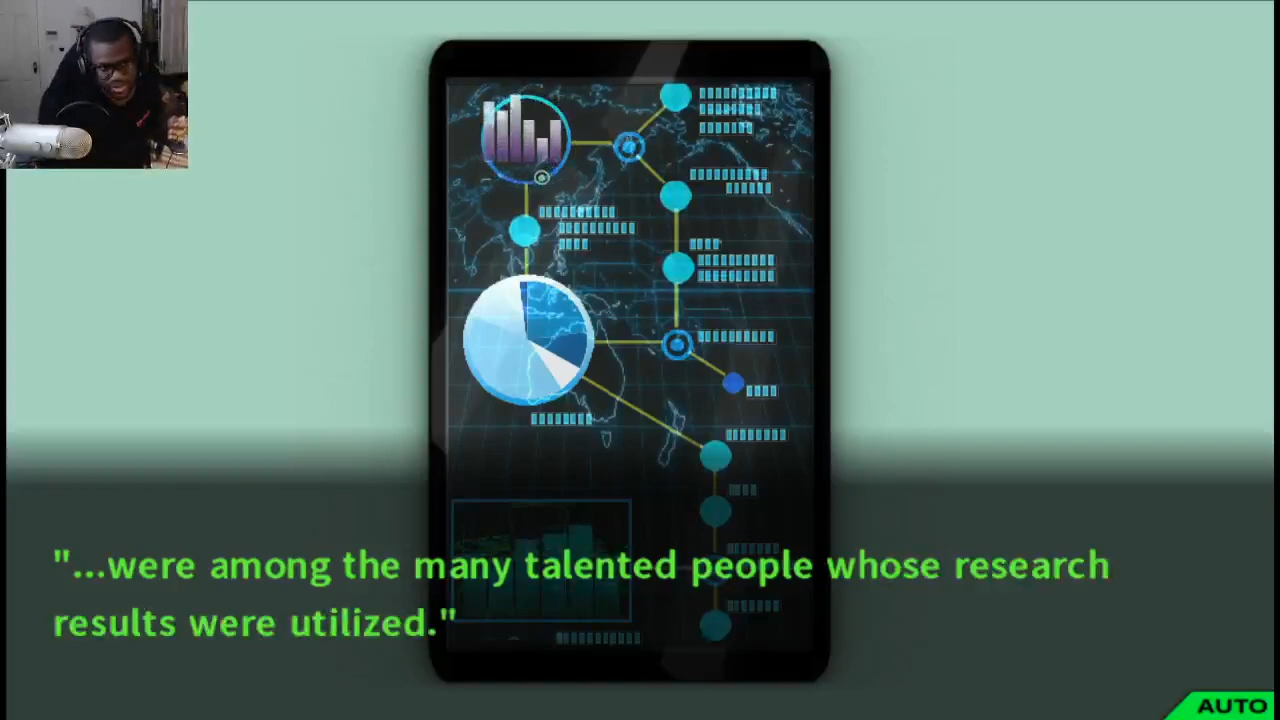 "...were among the many talented people whose research
results were utilized."
AUTO